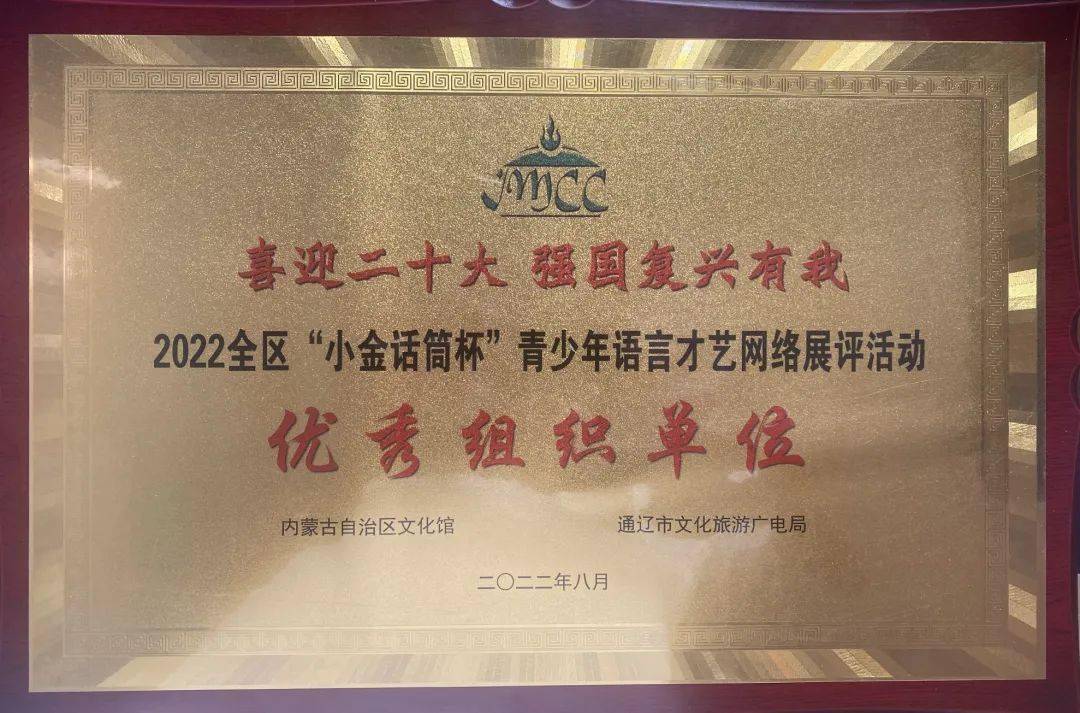 IMCC
喜迎二十大 强国复兴有我
2022全区“小金话筒杯”青少年语言才艺网络展评活动
优秀组织单位
内蒙古自治区文化馆 通辽市文化旅游广电局
二〇二二年八月